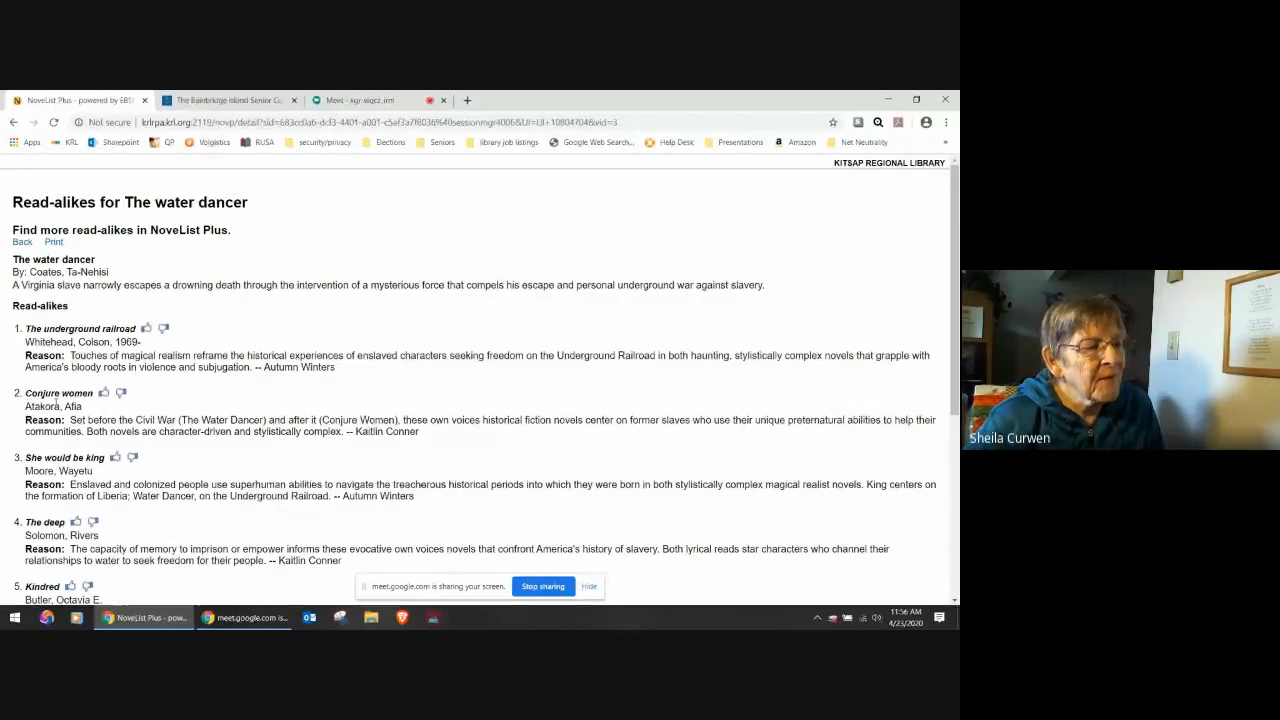 NoveList Plus - powered by EBS
The Bainbridge Island Senior C
Meet -
Not secure
Apps KRL Sharepoint QP Volgistics RUSA security/privacy Elections Seniors library job listings Google Web Search... Help Desk Presentations Amazon Net Neutrality »
KITSAP REGIONAL LIBRARY
Read-alikes for The water dancer
Find more read-alikes in NoveList Plus.
Back Print
The water dancer
By: Coates, Ta-Nehisi
A Virginia slave narrowly escapes a drowning death through the intervention of a mysterious force that compels his escape and personal underground war against slavery.
Read-alikes
1. The underground railroad
Whitehead, Colson, 1969-
Reason: Touches of magical realism reframe the historical experiences of enslaved characters seeking freedom on the Underground Railroad in both haunting, stylistically complex novels that grapple with
America's bloody roots in violence and subjugation. -- Autumn Winters
2. Conjure women
Atakora, Afia
Reason: Set before the Civil War (The Water Dancer) and after it (Conjure Women), these own voices historical fiction novels center on former slaves who use their unique preternatural abilities to help their
communities. Both novels are character-driven and stylistically complex. -- Kaitlin Conner
3. She would be king
Moore, Wayetu
Reason: Enslaved and colonized people use superhuman abilities to navigate the treacherous historical periods into which they were born in both stylistically complex magical realist novels. King centers on
the formation of Liberia; Water Dancer, on the Underground Railroad. -- Autumn Winters
4. The deep
Solomon, Rivers
Reason: The capacity of memory to imprison or empower informs these evocative own voices novels that confront America's history of slavery. Both lyrical reads star characters who channel their
relationships to water to seek freedom for their people. -- Kaitlin Conner
5. Kindred
Butler, Octavia E.
meet.google.com is sharing your screen. Stop sharing Hide
NoveList Plus - pow... meet.google.com is...
11:56 AM
4/23/2020
Sheila Curwen